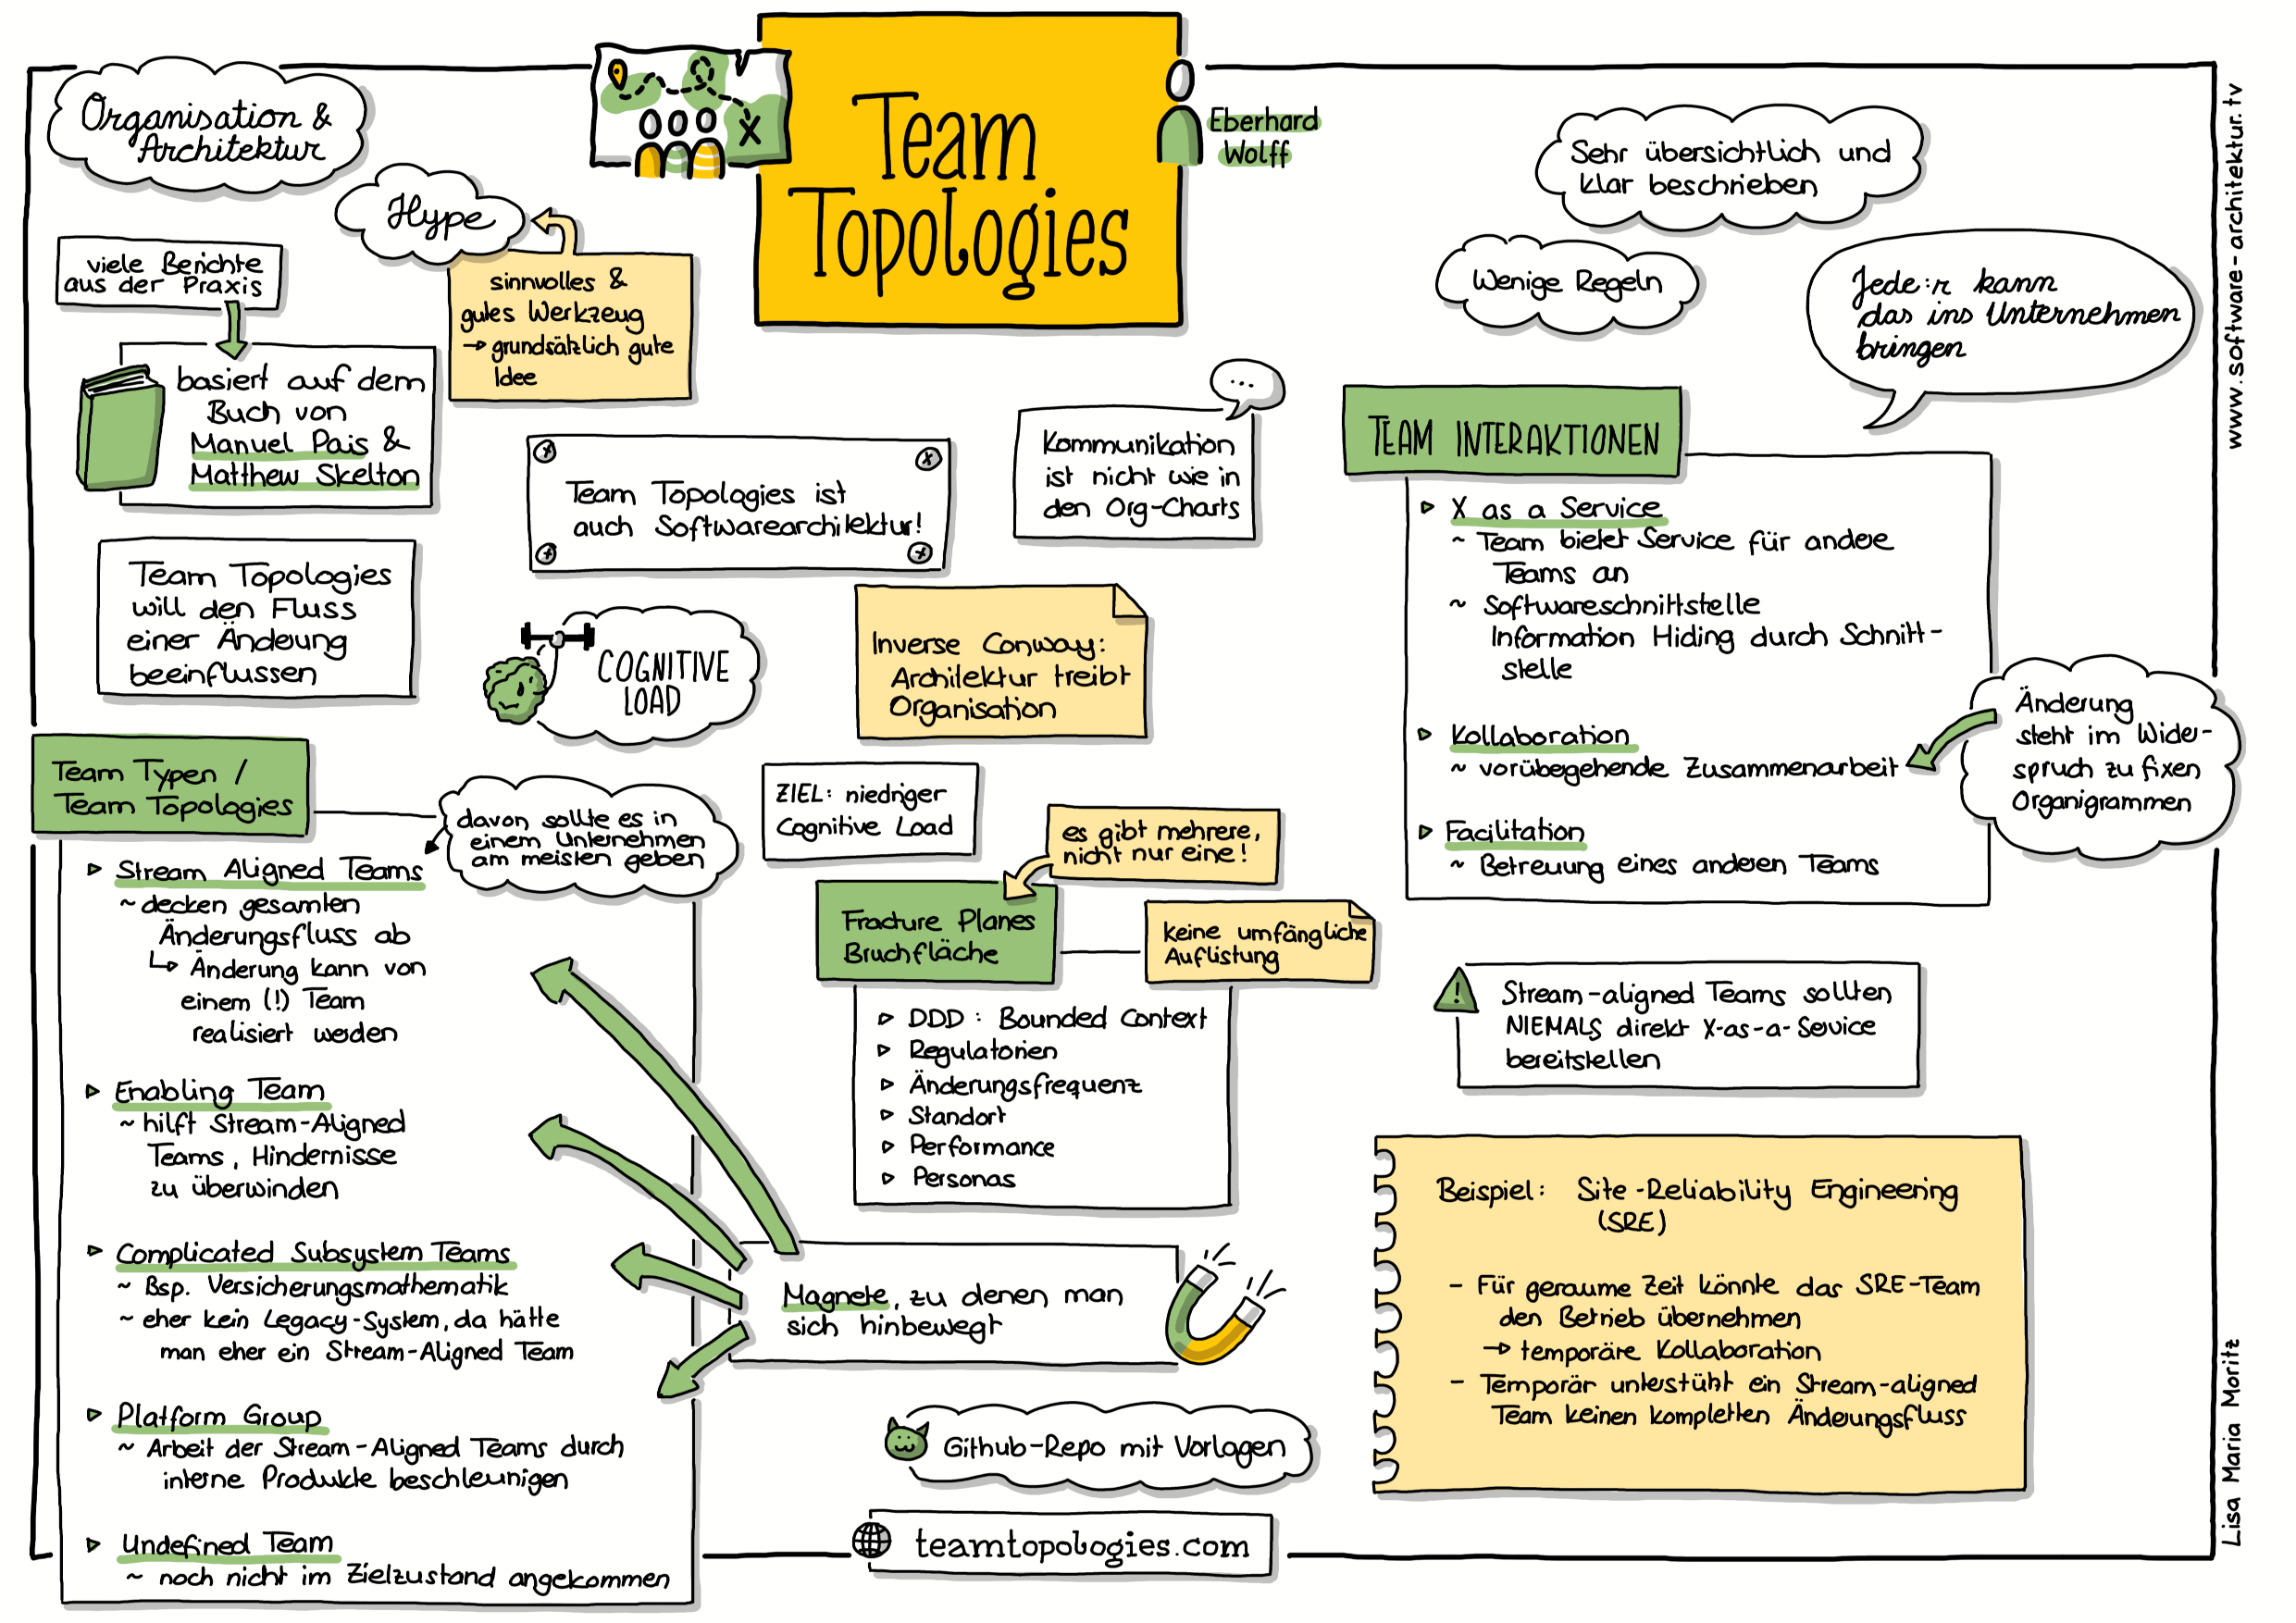 Organisation &
Architektur
Hype
viele Berichte
aus der Praxis
sinnvolles &
gutes Werkzeug
→ grundsätzlich gute
Idee
basiert auf dem
Buch von
Manuel Pais &
Matthew Skelton
Team Topologies
will den Fluss
einer Änderung
beeinflussen
Team
Topologies
Eberhard
Wolff
Team Topologies ist
auch Softwarearchitektur!
...
Kommunikation
ist nicht wie in
den Org-Charts
COGNITIVE
LOAD
Inverse Conway:
Architektur treibt
Organisation
ZIEL: niedriger
Cognitive Load
Sehr übersichtlich und
klar beschrieben
Wenige Regeln
Jede:r kann
das ins Unternehmen
bringen
www.software-architektur.tv
TEAM INTERAKTIONEN
▹ X as a Service
~ Team bietet Service für andere
Teams an
~ Softwareschnittstelle
Information Hiding durch Schnitt-
stelle
▹ Kollaboration
~ vorübergehende Zusammenarbeit
▹ Facilitation
~ Betreuung eines anderen Teams
Änderung
steht im Wider-
spruch zu fixen
Organigrammen
Team Typen /
Team Topologies
davon sollte es in
einem Unternehmen
am meisten geben
▹ Stream Aligned Teams
~ decken gesamten
Änderungsfluss ab
↳ Änderung kann von
einem (!) Team
realisiert werden
▹ Enabling Team
~ hilft Stream-Aligned
Teams, Hindernisse
zu überwinden
▹ Complicated Subsystem Teams
~ Bsp. Versicherungsmathematik
~ eher kein Legacy-System, da hätte
man eher ein Stream-Aligned Team
▹ Platform Group
~ Arbeit der Stream-Aligned Teams durch
interne Produkte beschleunigen
▹ Undefined Team
~ noch nicht im Zielzustand angekommen
es gibt mehrere,
nicht nur eine!
Fracture Planes
Bruchfläche
keine umfängliche
Auflistung
▹ DDD: Bounded Context
▹ Regulatorien
▹ Änderungsfrequenz
▹ Standort
▹ Performance
▹ Personas
Magnete, zu denen man
sich hinbewegt
Github-Repo mit Vorlagen
teamtopologies.com
! Stream-aligned Teams sollten
NIEMALS direkt X-as-a-Service
bereitstellen
Beispiel: Site-Reliability Engineering
(SRE)
- Für geraume Zeit könnte das SRE-Team
den Betrieb übernehmen
→ temporäre Kollaboration
- Temporär unterstützt ein Stream-aligned
Team keinen kompletten Änderungsfluss
Lisa Maria Moritz